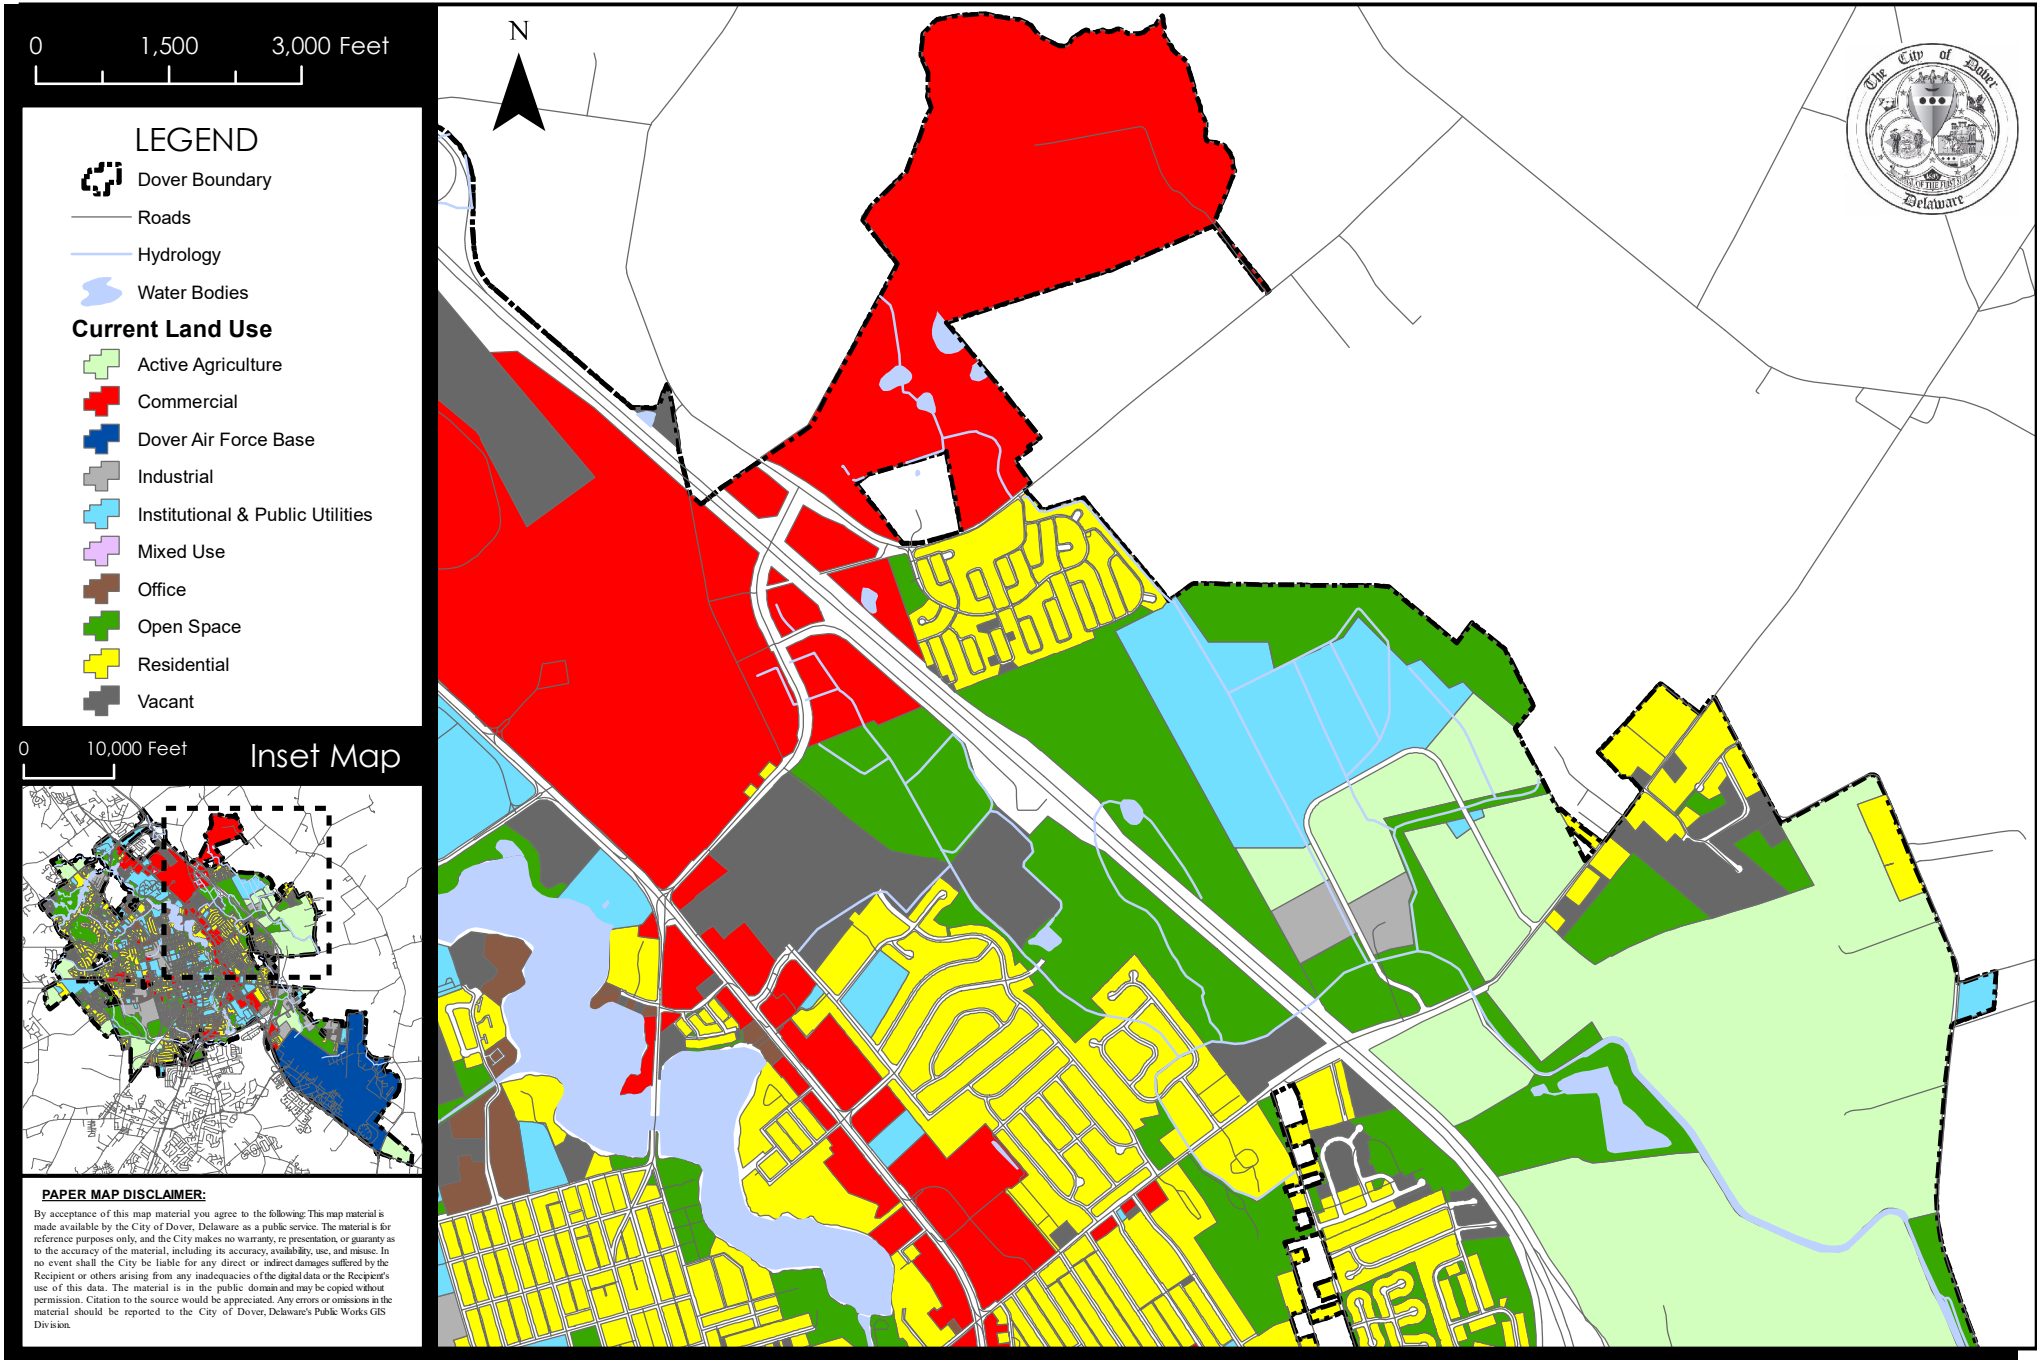 0 1,500 3,000 Feet
LEGEND
Dover Boundary
Roads
Hydrology
Water Bodies
Current Land Use
Active Agriculture
Commercial
Dover Air Force Base
Industrial
Institutional & Public Utilities
Mixed Use
Office
Open Space
Residential
Vacant
0 10,000 Feet
Inset Map
PAPER MAP DISCLAIMER:
By acceptance of this map material you agree to the following: This map material is
made available by the City of Dover, Delaware as a public service. The material is for
reference purposes only, and the City makes no warranty, representation, or guaranty as
to the accuracy of the material, including its accuracy, availability, use, and misuse. In
no event shall the City be liable for any direct or indirect damages suffered by the
Recipient or others arising from any inadequacies of the digital data or the Recipient's
use of this data. The material is in the public domain and may be copied without
permission. Citation to the source would be appreciated. Any errors or omissions in the
material should be reported to the City of Dover, Delaware's Public Works GIS
Division.
N
The City of Dover
Delaware